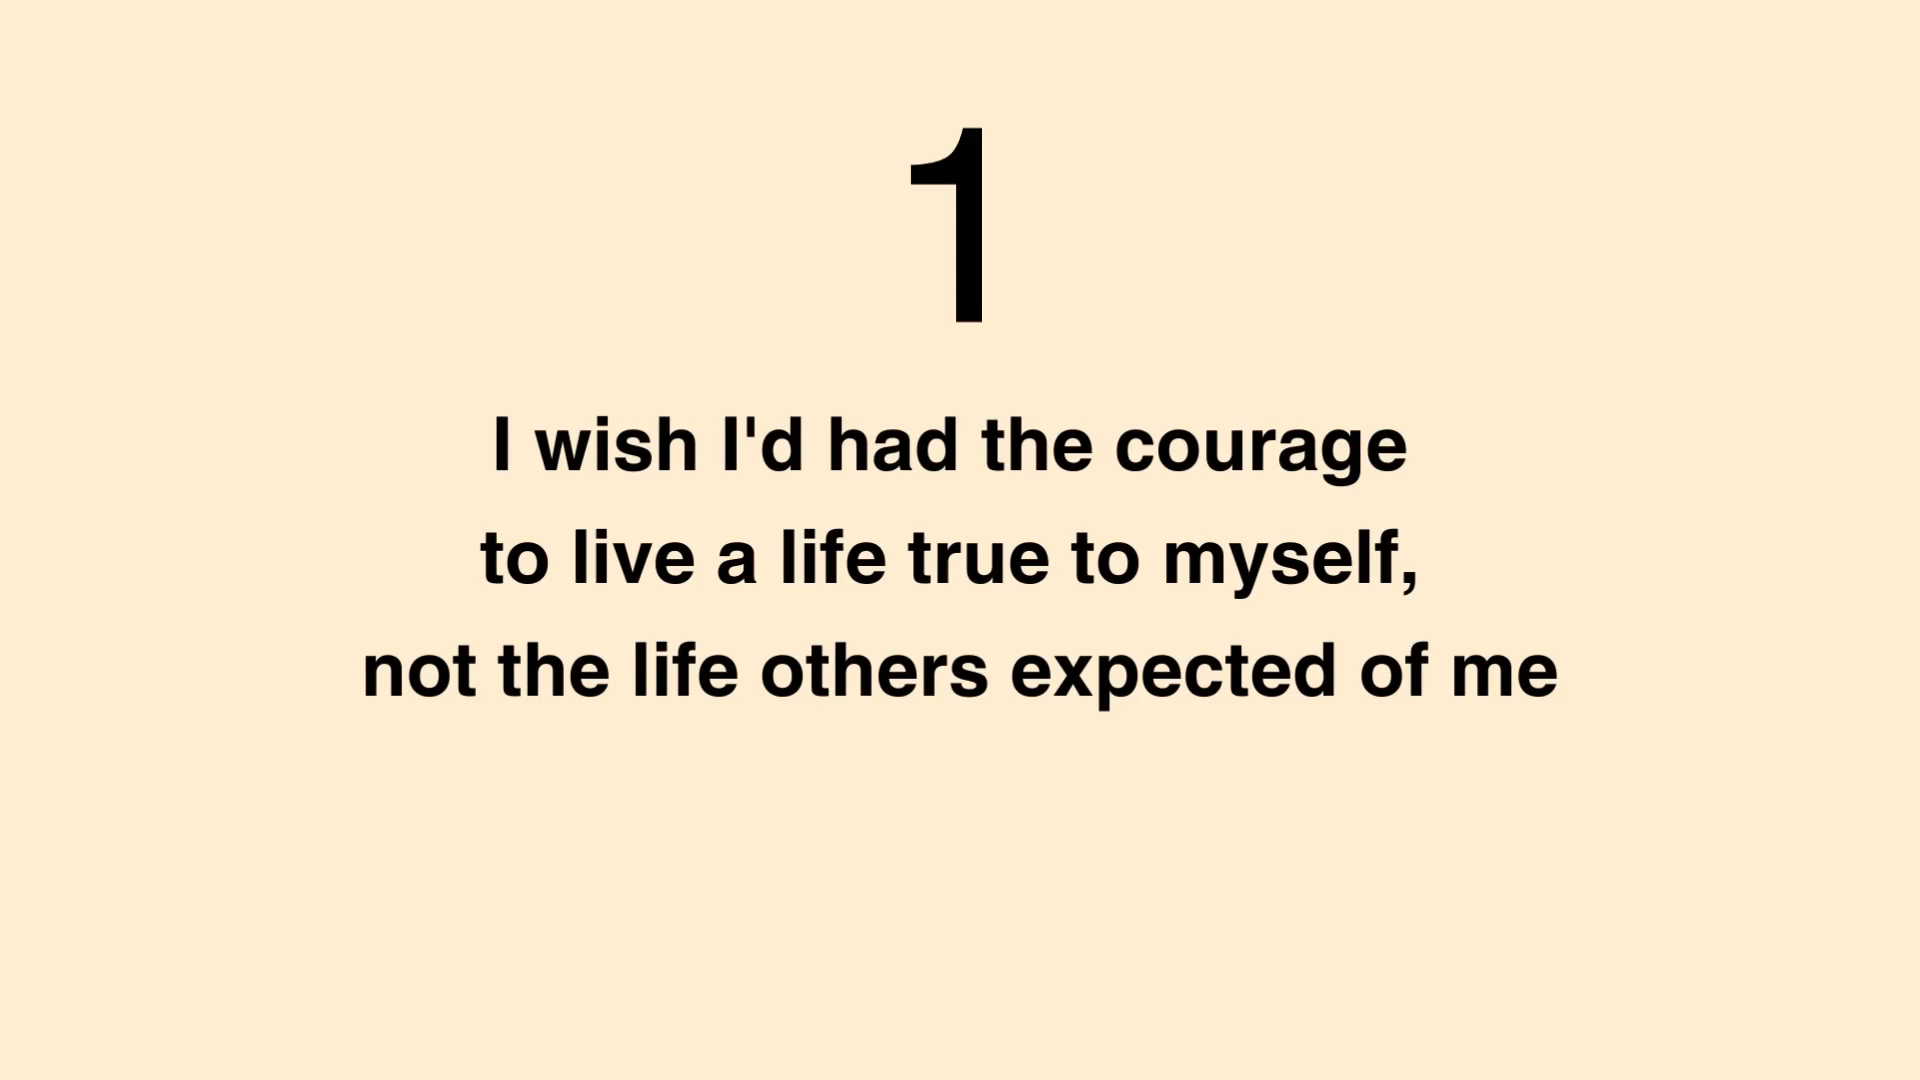 1
I wish I'd had the courage
to live a life true to myself,
not the life others expected of me